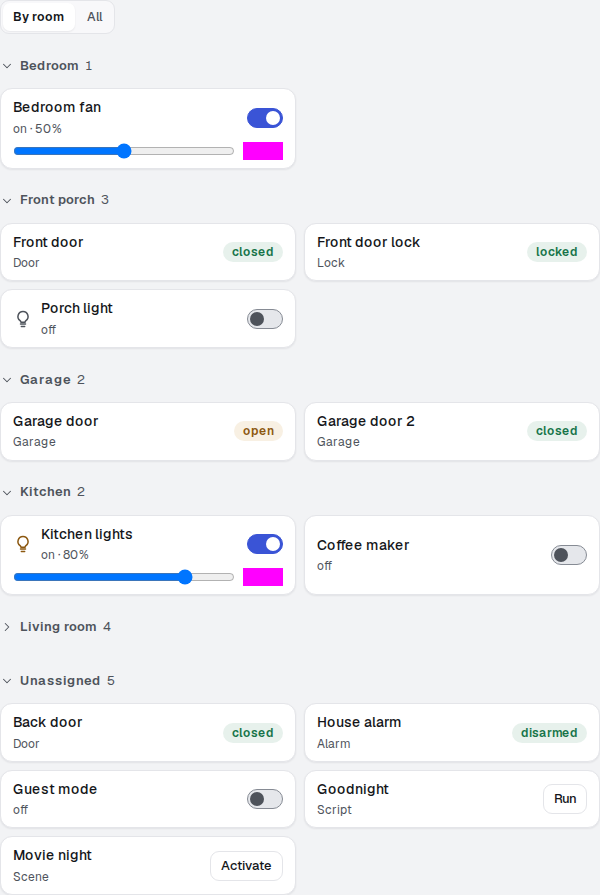 By room
All
Bedroom 1
Bedroom fan
on · 50%
Front porch 3
Front door
Door
closed
Front door lock
Lock
locked
Porch light
off
Garage 2
Garage door
Garage
open
Garage door 2
Garage
closed
Kitchen 2
Kitchen lights
on · 80%
Coffee maker
off
Living room 4
Unassigned 5
Back door
Door
closed
House alarm
Alarm
disarmed
Guest mode
off
Goodnight
Script
Run
Movie night
Scene
Activate